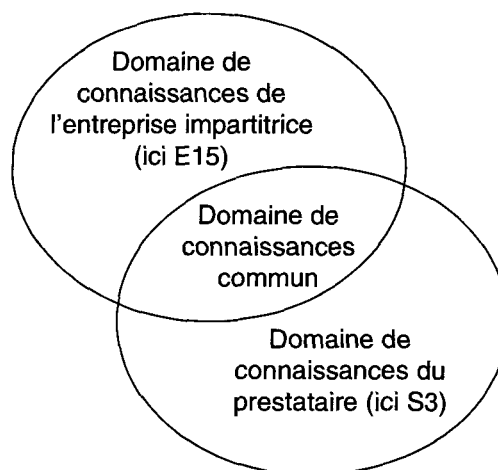 Domaine de
connaissances de
l'entreprise impartitrice
(ici E15)
Domaine de
connaissances
commun
Domaine de
connaissances du
prestataire (ici S3)